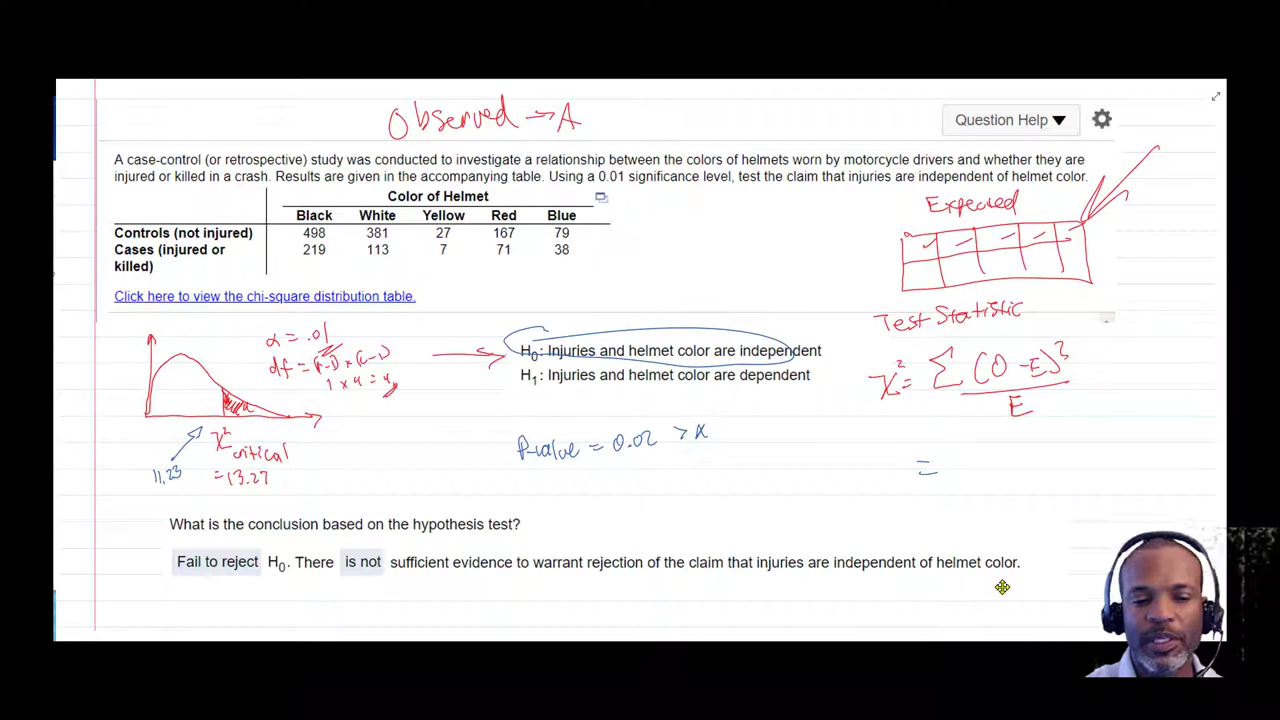 Observed → A
Question Help ▼
A case-control (or retrospective) study was conducted to investigate a relationship between the colors of helmets worn by motorcycle drivers and whether they are
injured or killed in a crash. Results are given in the accompanying table. Using a 0.01 significance level, test the claim that injuries are independent of helmet color.
Color of Helmet
Black White Yellow Red Blue
Controls (not injured) 498 381 27 167 79
Cases (injured or 219 113 7 71 38
killed)
Click here to view the chi-square distribution table.
Expected
Test Statistic
α = .01
df = (r-1) × (c-1)
1 × 4 = 4
H0: Injuries and helmet color are independent
H1: Injuries and helmet color are dependent
χ² = Σ (O - E)²
E
P-value = 0.02 > α
=
χ² critical
= 13.27
11.23
What is the conclusion based on the hypothesis test?
Fail to reject H0. There is not sufficient evidence to warrant rejection of the claim that injuries are independent of helmet color.